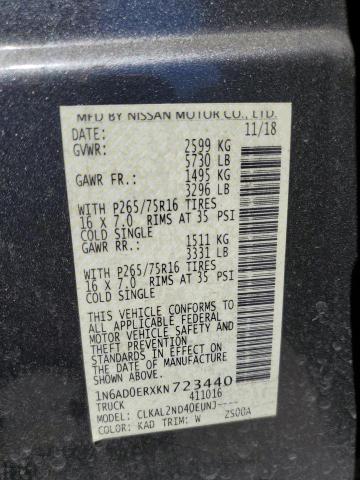 MFD BY NISSAN MOTOR CO., LTD.
DATE: 11/18
GVWR: 2599 KG
5730 LB
GAWR FR.: 1495 KG
3296 LB
WITH P265/75R16 TIRES
16 X 7.0 RIMS AT 35 PSI
COLD SINGLE
GAWR RR.: 1511 KG
3331 LB
WITH P265/75R16 TIRES
16 X 7.0 RIMS AT 35 PSI
COLD SINGLE
THIS VEHICLE CONFORMS TO
ALL APPLICABLE FEDERAL
MOTOR VEHICLE SAFETY AND
THEFT PREVENTION
STANDARDS IN EFFECT ON
THE DATE OF MANUFACTURE
SHOWN ABOVE.
1N6AD0ERXKN723440
TRUCK 411016
MODEL: CLKAL2ND40EUNJ----
COLOR: KAD TRIM: W 2S00A